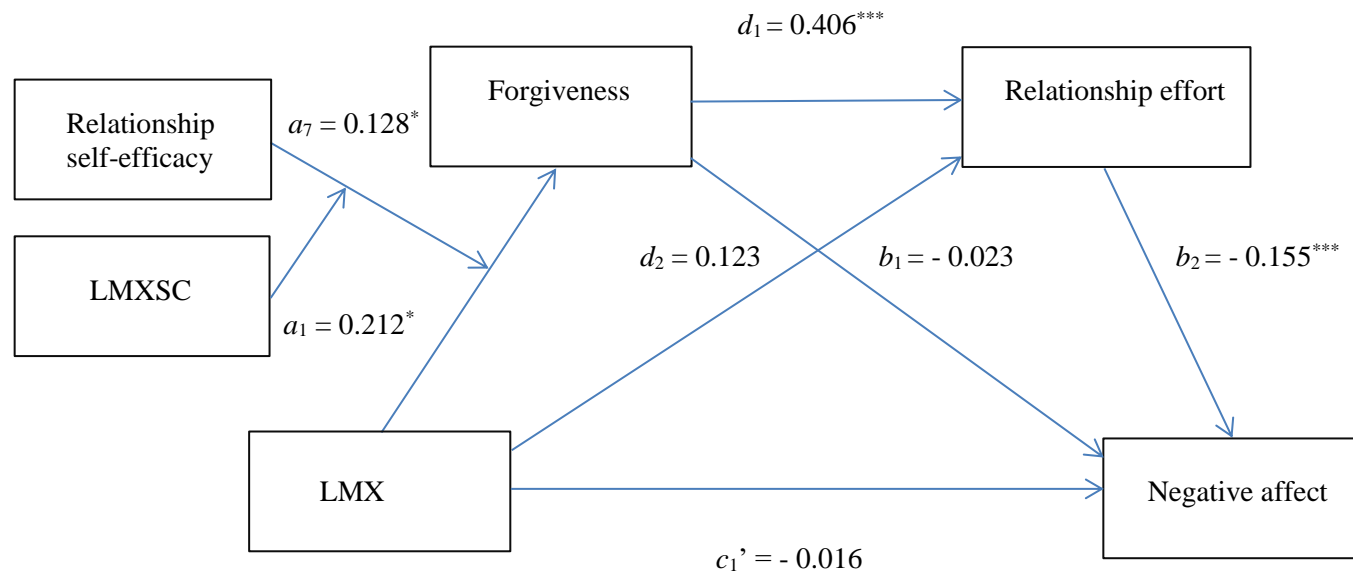 d₁ = 0.406***
Forgiveness
Relationship effort
Relationship
self-efficacy
a₇ = 0.128*
LMXSC
d₂ = 0.123
b₁ = - 0.023
b₂ = - 0.155***
a₁ = 0.212*
LMX
Negative affect
c₁’ = - 0.016